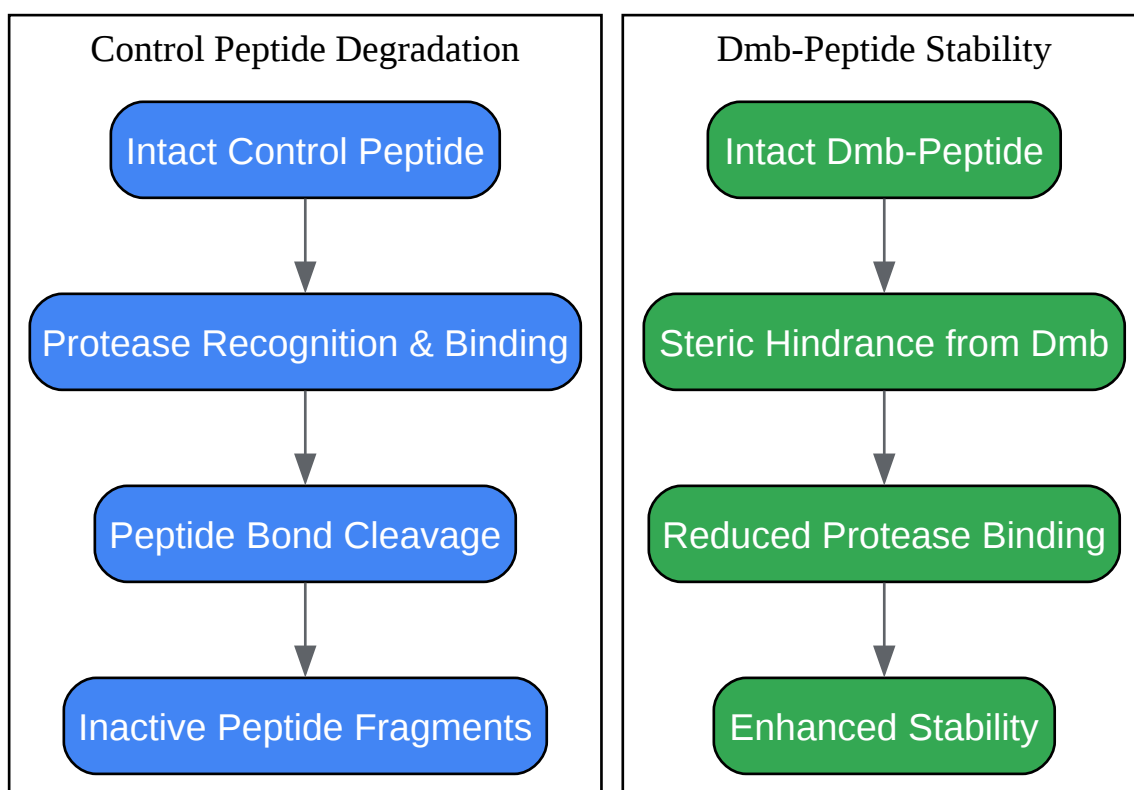 Control Peptide Degradation
Intact Control Peptide
Protease Recognition & Binding
Peptide Bond Cleavage
Inactive Peptide Fragments
Dmb-Peptide Stability
Intact Dmb-Peptide
Steric Hindrance from Dmb
Reduced Protease Binding
Enhanced Stability